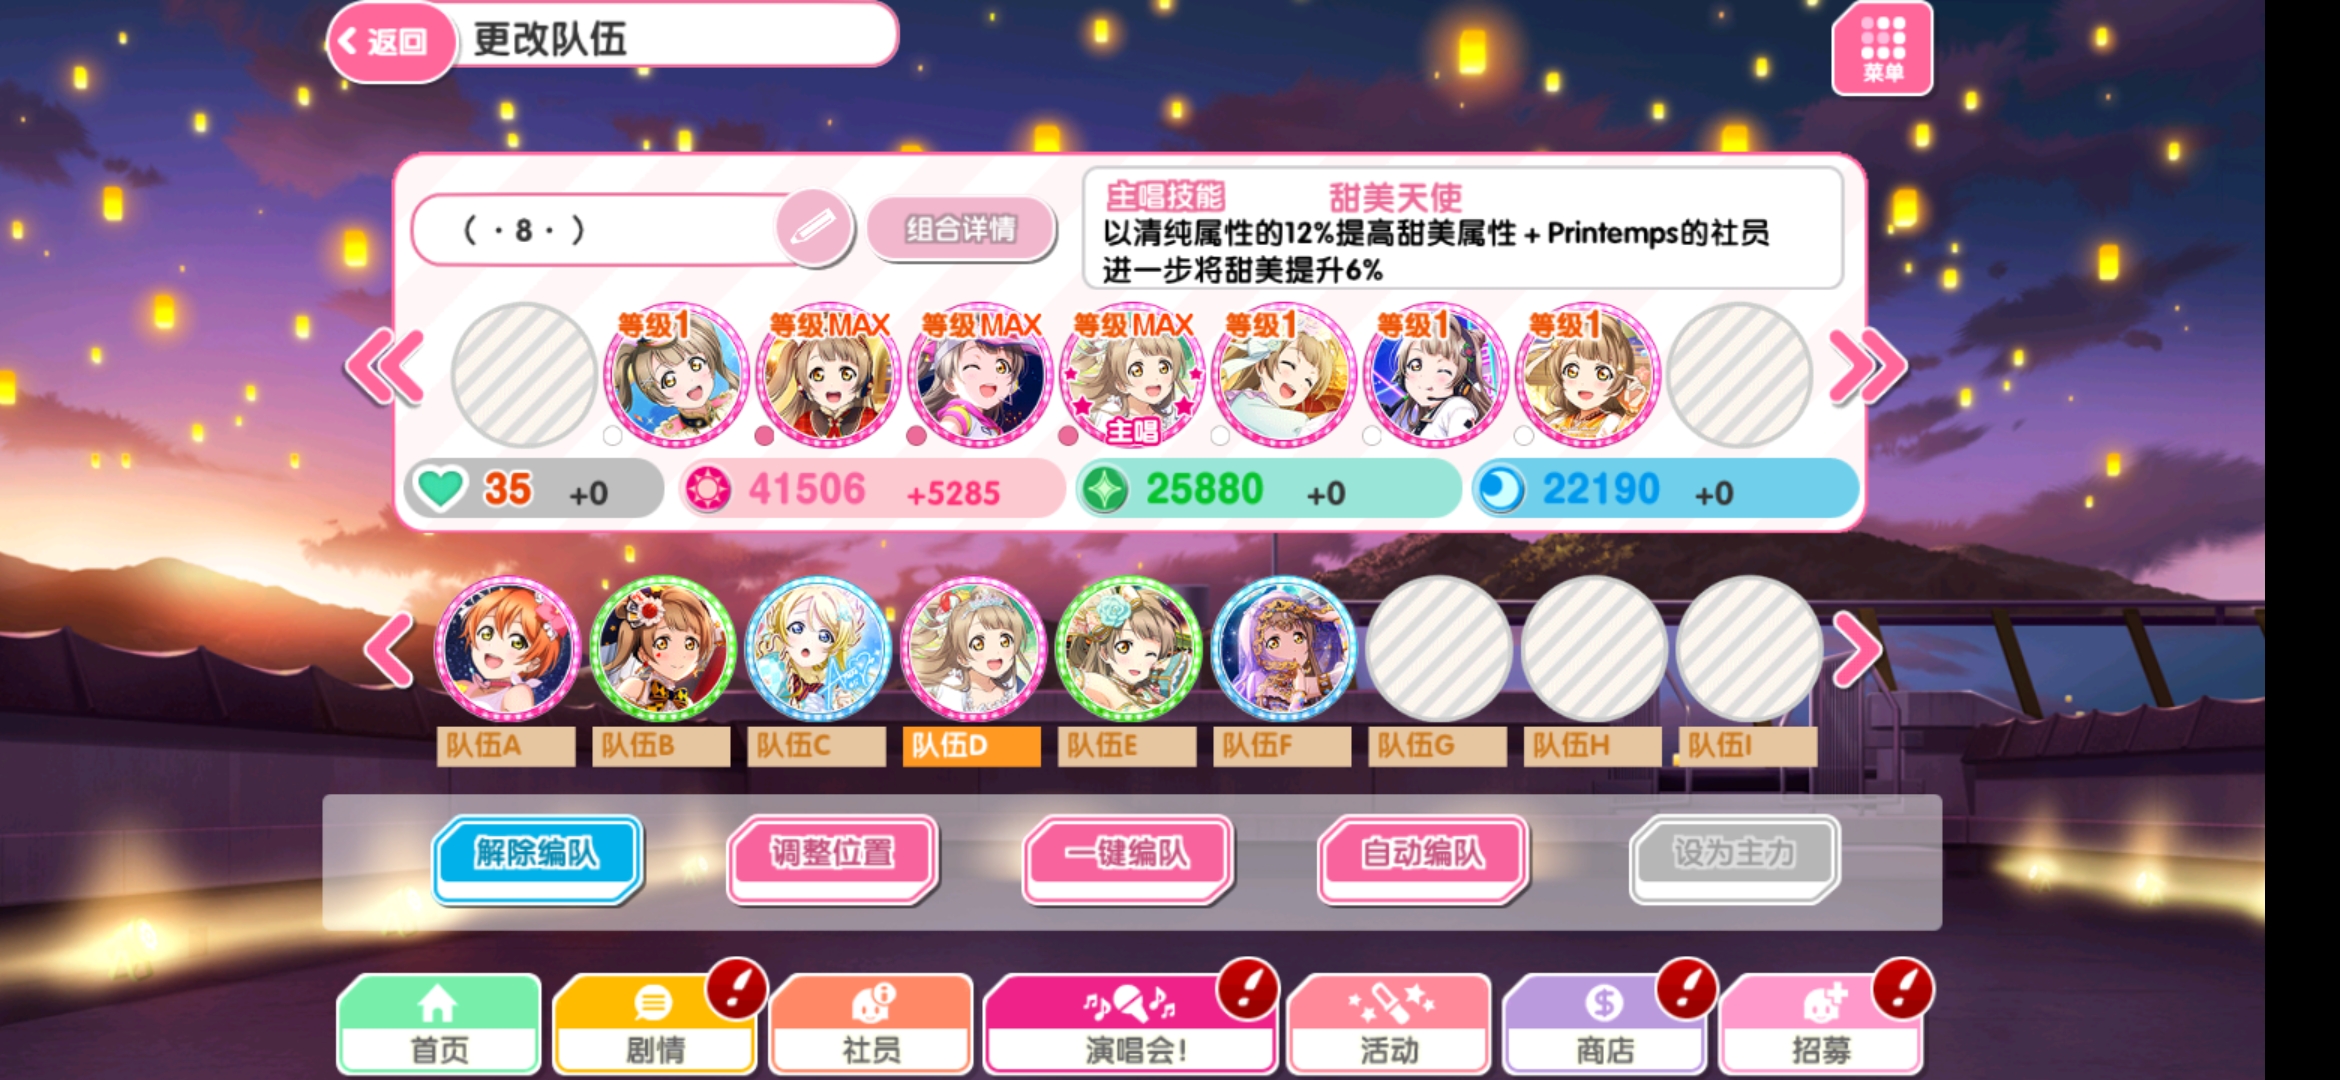 返回
更改队伍
菜单
(・8・)
组合详情
主唱技能 甜美天使
以清纯属性的12%提高甜美属性+Printemps的社员
进一步将甜美提升6%
等级1 等级MAX 等级MAX 等级MAX 等级1 等级1 等级1
主唱
35 +0 41506 +5285 25880 +0 22190 +0
队伍A 队伍B 队伍C 队伍D 队伍E 队伍F 队伍G 队伍H 队伍I
解除编队 调整位置 一键编队 自动编队 设为主力
首页 剧情 社员 演唱会! 活动 商店 招募